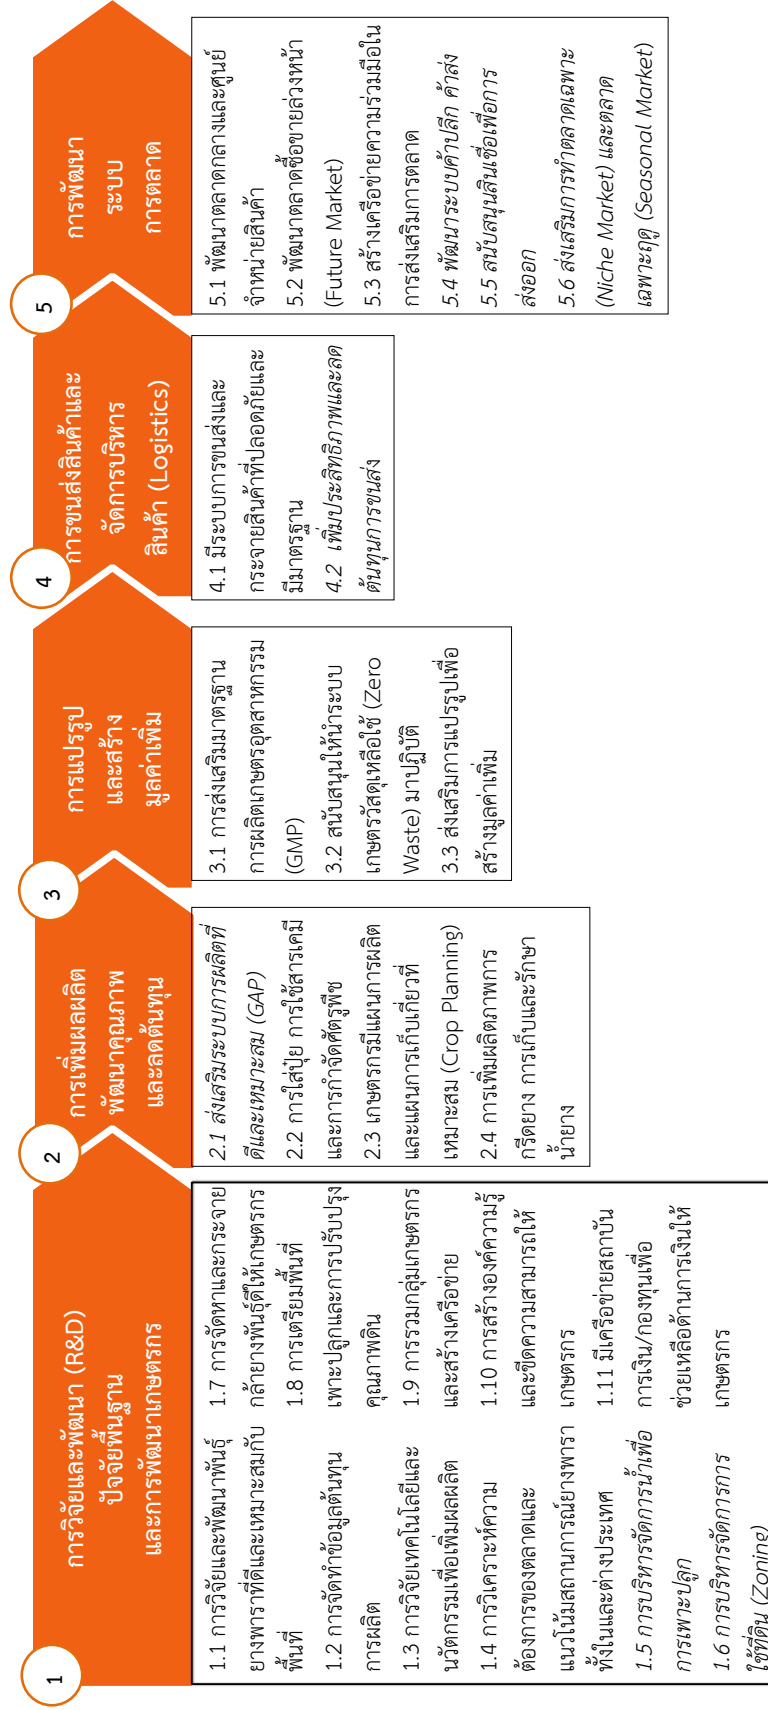 1
การวิจัยและพัฒนา (R&D)
ปัจจัยพื้นฐาน
และการพัฒนาเกษตรกร
1.1 การวิจัยและพัฒนาพันธุ์
ยางพาราที่ดีและเหมาะสมกับ
พื้นที่
1.2 การจัดทำข้อมูลต้นทุน
การผลิต
1.3 การวิจัยเทคโนโลยีและ
นวัตกรรมเพื่อเพิ่มผลผลิต
1.4 การวิเคราะห์ความ
ต้องการของตลาดและ
แนวโน้มสถานการณ์ยางพารา
ทั้งในและต่างประเทศ
1.5 การบริหารจัดการน้ำเพื่อ
การเพาะปลูก
1.6 การบริหารจัดการการ
ใช้ที่ดิน (Zoning)
1.7 การจัดหาและกระจาย
กล้ายางพันธุ์ดีให้เกษตรกร
1.8 การเตรียมพื้นที่
เพาะปลูกและการปรับปรุง
คุณภาพดิน
1.9 การรวมกลุ่มเกษตรกร
และสร้างเครือข่าย
1.10 การสร้างองค์ความรู้
และขีดความสามารถให้
เกษตรกร
1.11 มีเครือข่ายสถาบัน
การเงิน/กองทุนเพื่อ
ช่วยเหลือด้านการเงินให้
เกษตรกร
2
การเพิ่มผลผลิต
พัฒนาคุณภาพ
และลดต้นทุน
2.1 ส่งเสริมระบบการผลิตที่
ดีและเหมาะสม (GAP)
2.2 การใส่ปุ๋ย การใช้สารเคมี
และการกำจัดศัตรูพืช
2.3 เกษตรกรมีแผนการผลิต
และแผนการเก็บเกี่ยวที่
เหมาะสม (Crop Planning)
2.4 การเพิ่มผลิตภาพการ
กรีดยาง การเก็บและรักษา
น้ำยาง
3
การแปรรูป
และสร้าง
มูลค่าเพิ่ม
3.1 การส่งเสริมมาตรฐาน
การผลิตเกษตรอุตสาหกรรม
(GMP)
3.2 สนับสนุนให้นำระบบ
เกษตรวัสดุเหลือใช้ (Zero
Waste) มาปฏิบัติ
3.3 ส่งเสริมการแปรรูปเพื่อ
สร้างมูลค่าเพิ่ม
4
การขนส่งสินค้าและ
จัดการบริหาร
สินค้า (Logistics)
4.1 มีระบบการขนส่งและ
กระจายสินค้าที่ปลอดภัยและ
มีมาตรฐาน
4.2 เพิ่มประสิทธิภาพและลด
ต้นทุนการขนส่ง
5
การพัฒนา
ระบบ
การตลาด
5.1 พัฒนาตลาดกลางและศูนย์
จำหน่ายสินค้า
5.2 พัฒนาตลาดซื้อขายล่วงหน้า
(Future Market)
5.3 สร้างเครือข่ายความร่วมมือใน
การส่งเสริมการตลาด
5.4 พัฒนาระบบค้าปลีก ค้าส่ง
5.5 สนับสนุนสินเชื่อเพื่อการ
ส่งออก
5.6 ส่งเสริมการทำตลาดเฉพาะ
(Niche Market) และตลาด
เฉพาะฤดู (Seasonal Market)